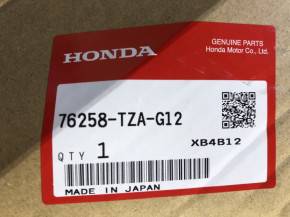 HONDA
GENUINE PARTS
Honda Motor Co., Ltd.
76258-TZA-G12
QTY 1
XB4B12
MADE IN JAPAN